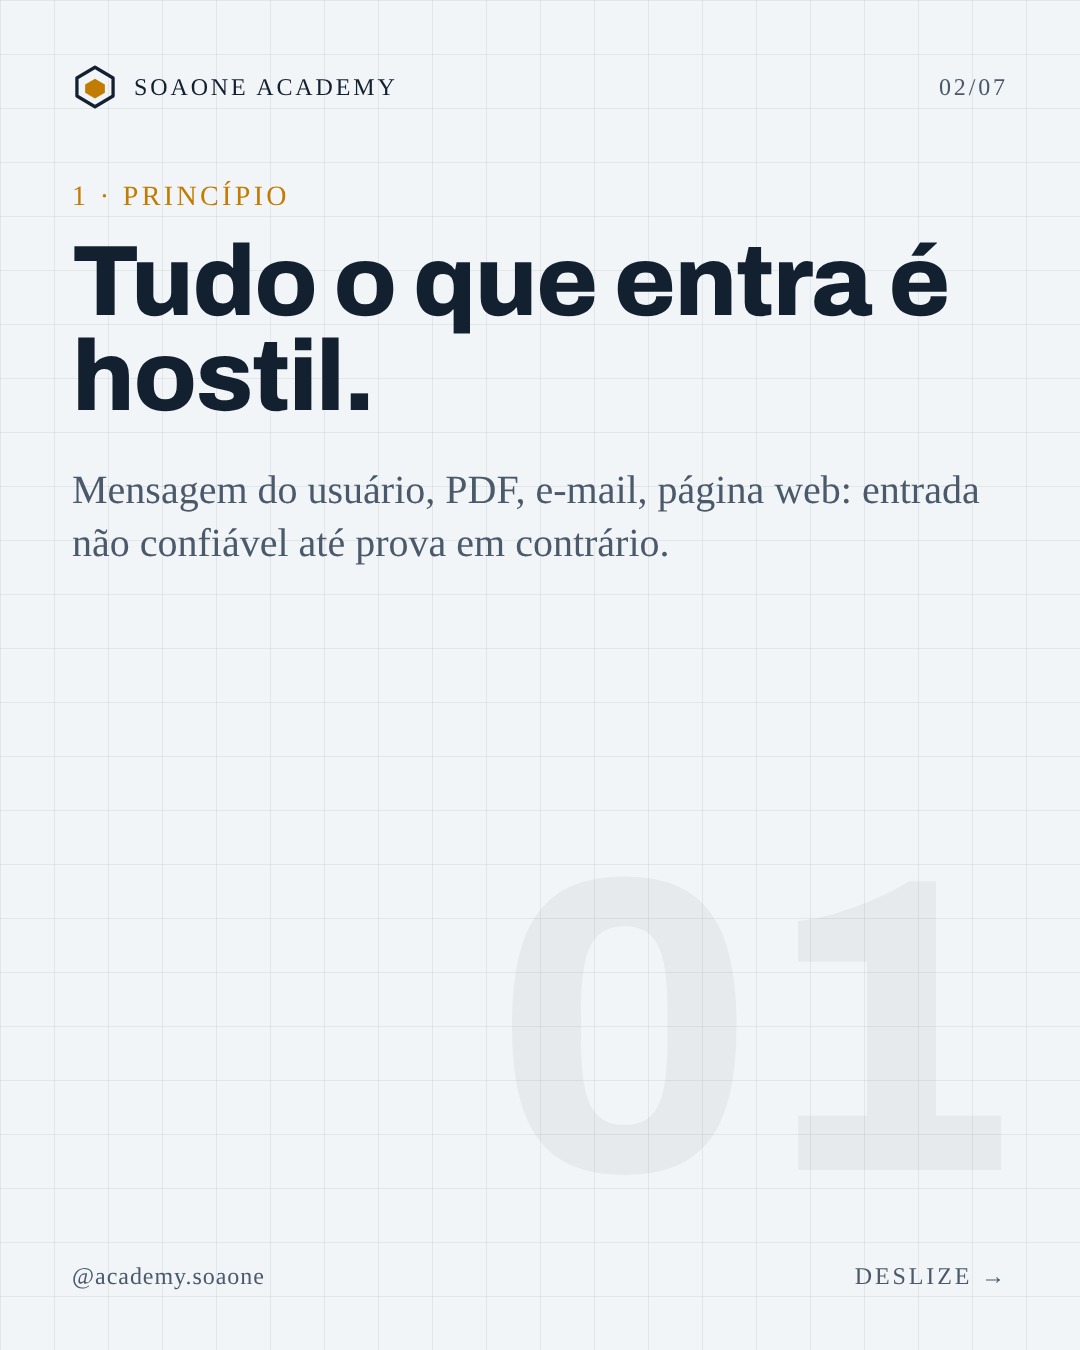 SOAONE ACADEMY
02/07
1 · PRINCÍPIO
Tudo o que entra é
hostil.
Mensagem do usuário, PDF, e-mail, página web: entrada
não confiável até prova em contrário.
01
@academy.soaone
DESLIZE →